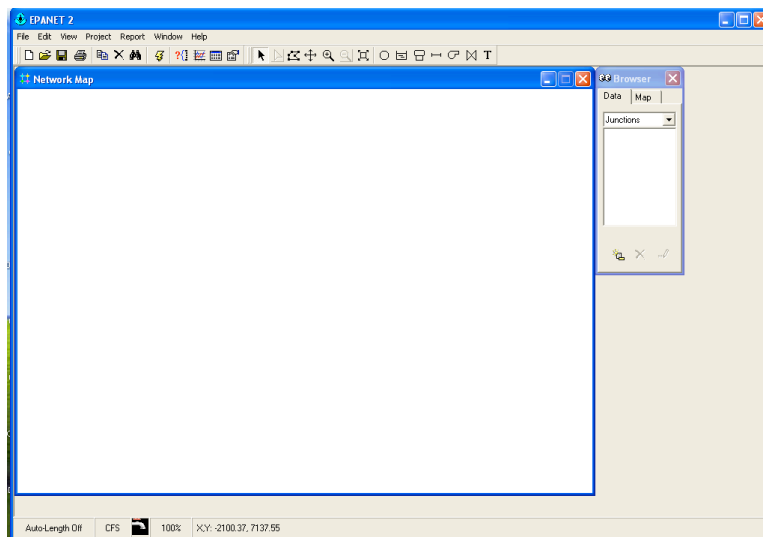 EPANET 2
File Edit View Project Report Window Help
T
Network Map
Browser
Data Map
Junctions
Auto-Length Off CFS 100% X,Y: -2100.37, 7137.55